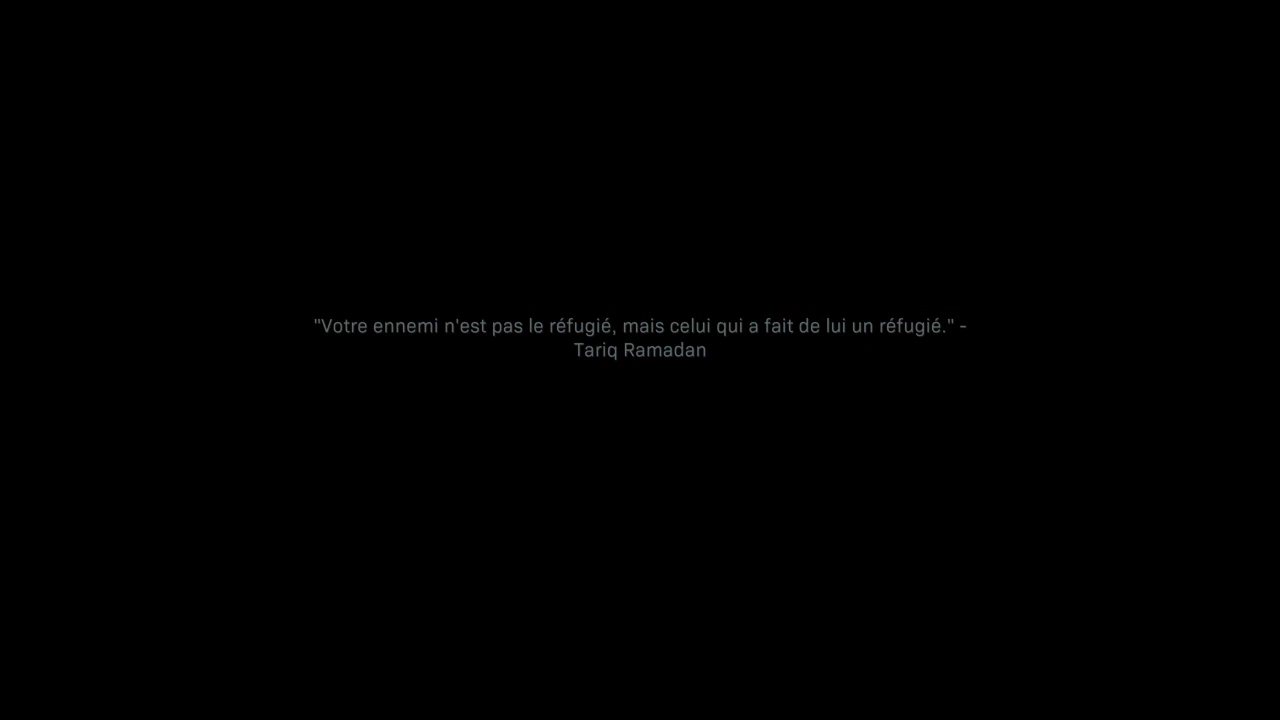 "Votre ennemi n'est pas le réfugié, mais celui qui a fait de lui un réfugié." -
Tariq Ramadan